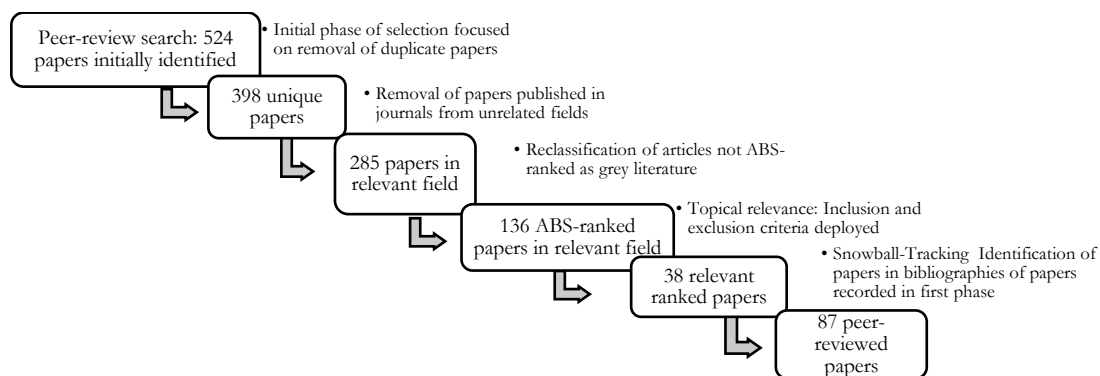 Peer-review search: 524
papers initially identified
• Initial phase of selection focused
on removal of duplicate papers
398 unique
papers
• Removal of papers published in
journals from unrelated fields
285 papers in
relevant field
• Reclassification of articles not ABS-
ranked as grey literature
136 ABS-ranked
papers in relevant field
• Topical relevance: Inclusion and
exclusion criteria deployed
38 relevant
ranked papers
• Snowball-Tracking Identification of
papers in bibliographies of papers
recorded in first phase
87 peer-
reviewed
papers